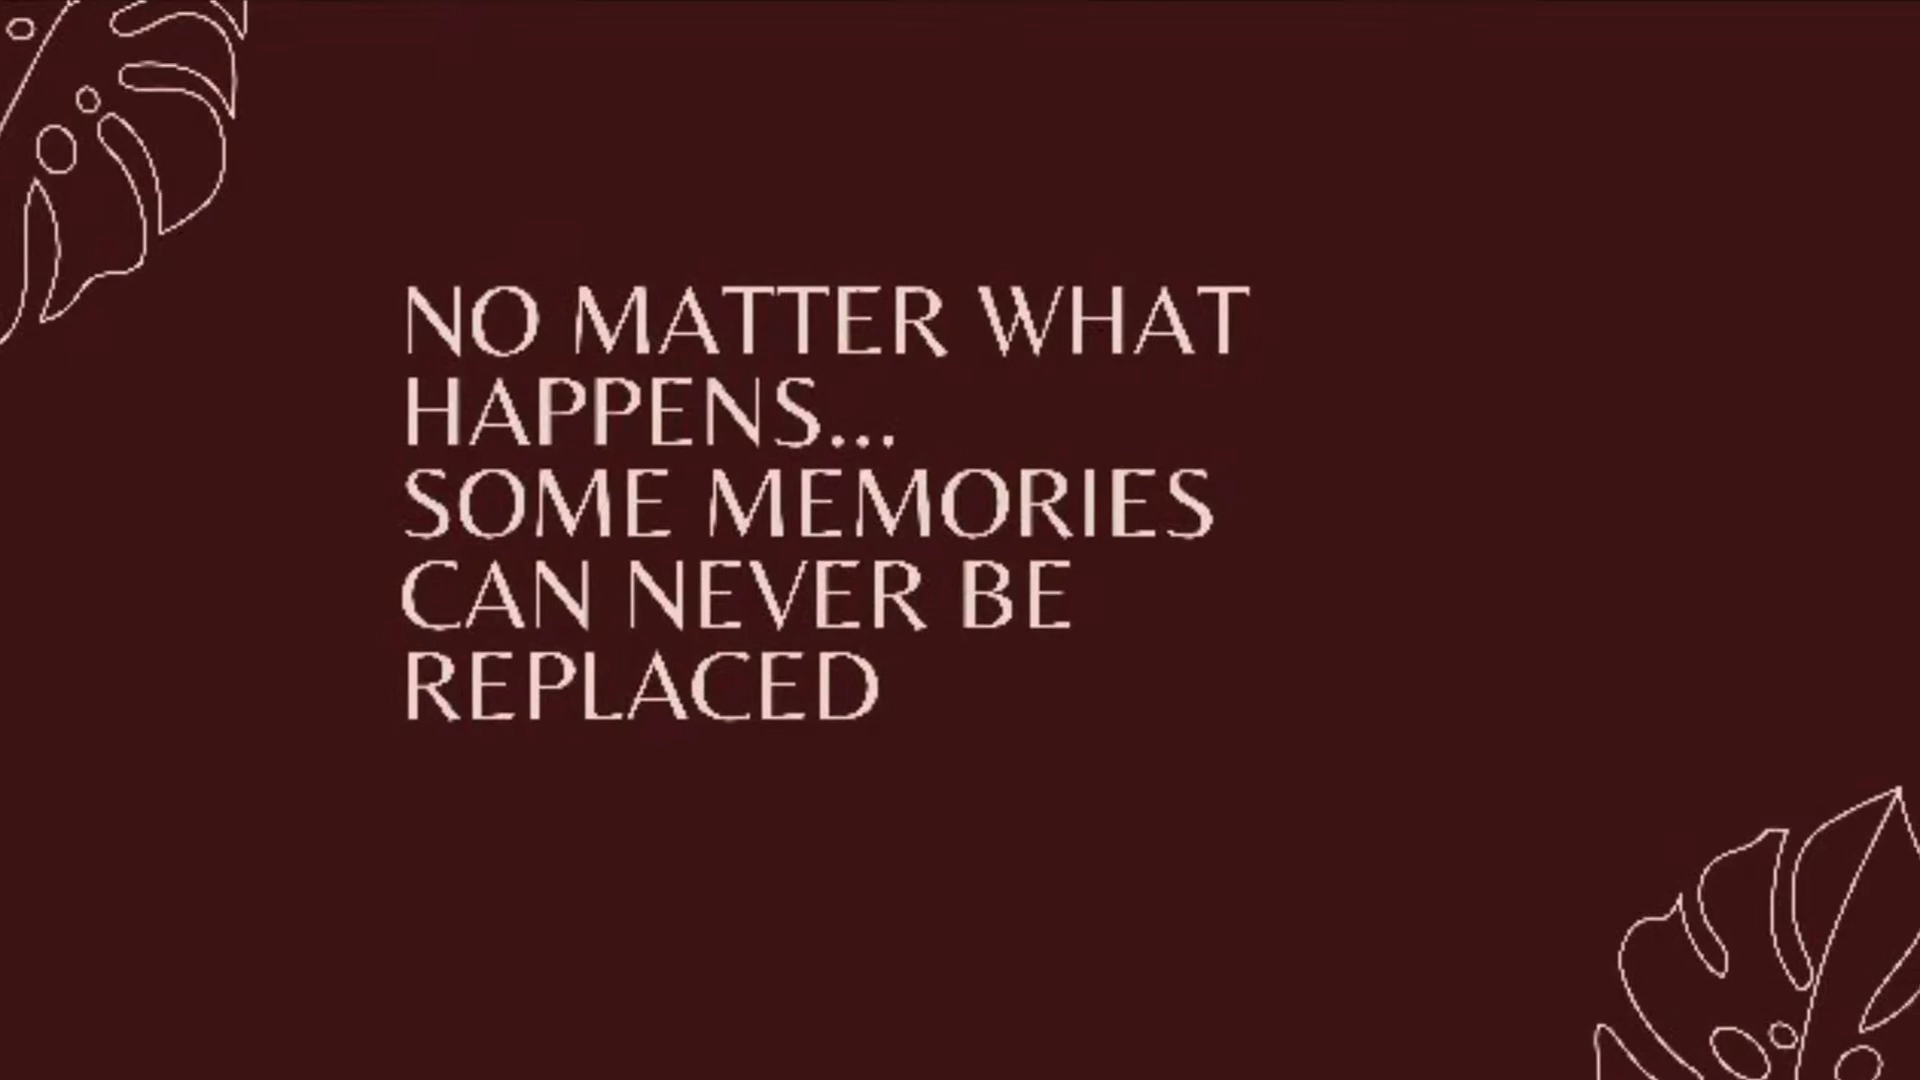 NO MATTER WHAT
HAPPENS...
SOME MEMORIES
CAN NEVER BE
REPLACED